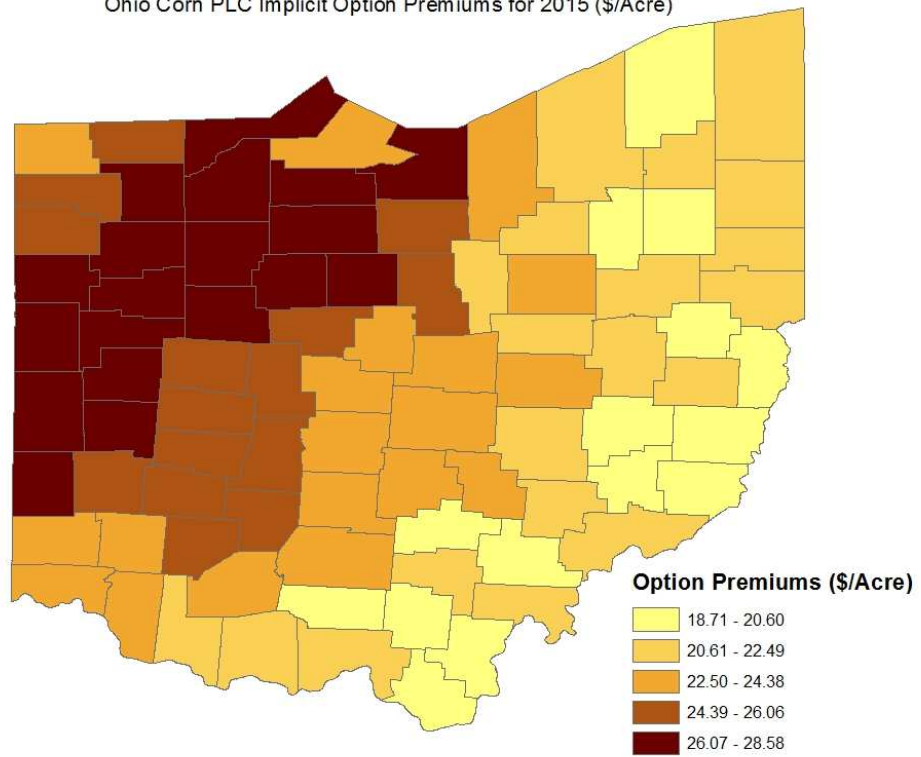 Ohio Corn PLC Implicit Option Premiums for 2015 ($/Acre)
Option Premiums ($/Acre)
18.71 - 20.60
20.61 - 22.49
22.50 - 24.38
24.39 - 26.06
26.07 - 28.58